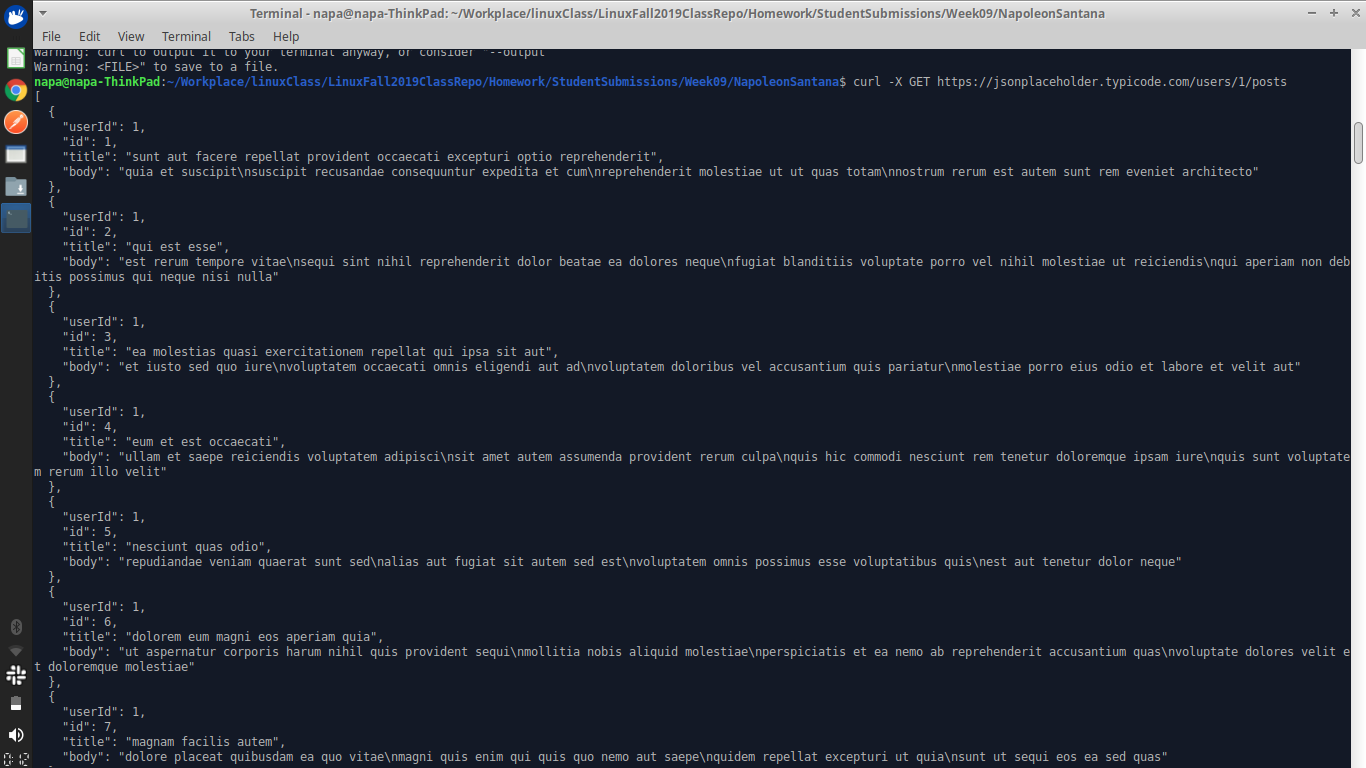 Terminal - napa@napa-ThinkPad: ~/Workplace/linuxClass/LinuxFall2019ClassRepo/Homework/StudentSubmissions/Week09/NapoleonSantana
File Edit View Terminal Tabs Help
Warning: curl to output it to your terminal anyway, or consider "--output
Warning: <FILE>" to save to a file.
napa@napa-ThinkPad:~/Workplace/linuxClass/LinuxFall2019ClassRepo/Homework/StudentSubmissions/Week09/NapoleonSantana$ curl -X GET https://jsonplaceholder.typicode.com/users/1/posts
[
  {
    "userId": 1,
    "id": 1,
    "title": "sunt aut facere repellat provident occaecati excepturi optio reprehenderit",
    "body": "quia et suscipit\nsuscipit recusandae consequuntur expedita et cum\nreprehenderit molestiae ut ut quas totam\nnostrum rerum est autem sunt rem eveniet architecto"
  },
  {
    "userId": 1,
    "id": 2,
    "title": "qui est esse",
    "body": "est rerum tempore vitae\nsequi sint nihil reprehenderit dolor beatae ea dolores neque\nfugiat blanditiis voluptate porro vel nihil molestiae ut reiciendis\nqui aperiam non deb
itis possimus qui neque nisi nulla"
  },
  {
    "userId": 1,
    "id": 3,
    "title": "ea molestias quasi exercitationem repellat qui ipsa sit aut",
    "body": "et iusto sed quo iure\nvoluptatem occaecati omnis eligendi aut ad\nvoluptatem doloribus vel accusantium quis pariatur\nmolestiae porro eius odio et labore et velit aut"
  },
  {
    "userId": 1,
    "id": 4,
    "title": "eum et est occaecati",
    "body": "ullam et saepe reiciendis voluptatem adipisci\nsit amet autem assumenda provident rerum culpa\nquis hic commodi nesciunt rem tenetur doloremque ipsam iure\nquis sunt voluptate
m rerum illo velit"
  },
  {
    "userId": 1,
    "id": 5,
    "title": "nesciunt quas odio",
    "body": "repudiandae veniam quaerat sunt sed\nalias aut fugiat sit autem sed est\nvoluptatem omnis possimus esse voluptatibus quis\nest aut tenetur dolor neque"
  },
  {
    "userId": 1,
    "id": 6,
    "title": "dolorem eum magni eos aperiam quia",
    "body": "ut aspernatur corporis harum nihil quis provident sequi\nmollitia nobis aliquid molestiae\nperspiciatis et ea nemo ab reprehenderit accusantium quas\nvoluptate dolores velit e
t doloremque molestiae"
  },
  {
    "userId": 1,
    "id": 7,
    "title": "magnam facilis autem",
    "body": "dolore placeat quibusdam ea quo vitae\nmagni quis enim qui quis quo nemo aut saepe\nquidem repellat excepturi ut quia\nsunt ut sequi eos ea sed quas"